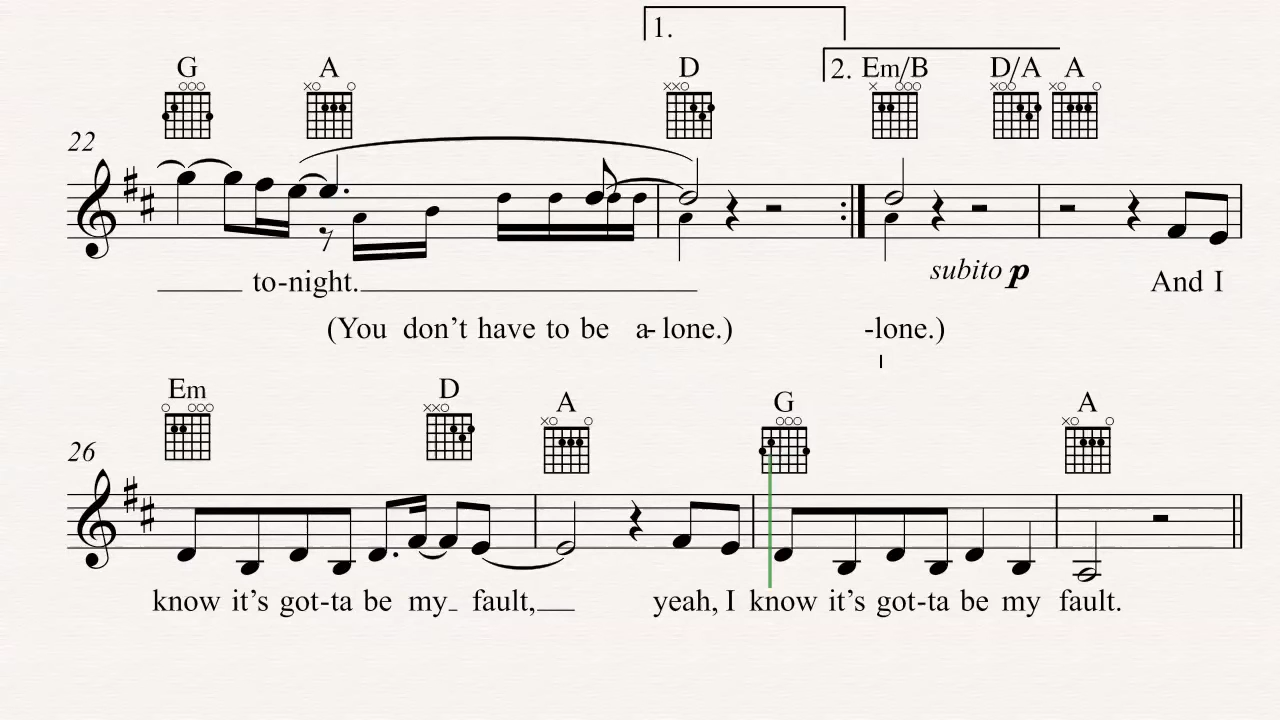 1.
G A D 2. Em/B D/A A
22
subito p
to-night. And I
(You don't have to be a- lone.) -lone.)
Em D A G A
26
know it's got-ta be my fault, yeah, I know it's got-ta be my fault.